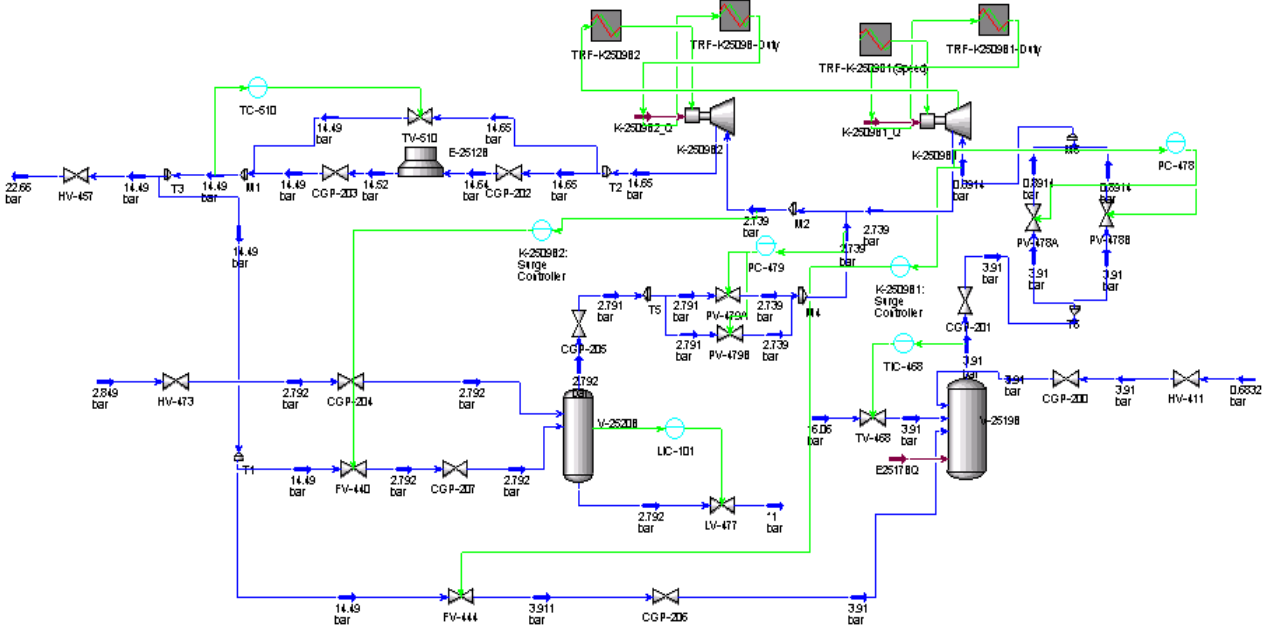 TRF-K250982
TRF-K25098-Duty
TRF-K-250981(Speed)
TRF-K250981-Duty
TC-510
TV-510
14.49
bar
14.65
bar
K-250982_Q
K-250982
K-250981_Q
PC-478
E-25128
22.66
bar
HV-457
14.49
bar
T3
14.49
bar
M1
14.49
bar
CGP-203
14.52
bar
14.64
bar
CGP-202
14.65
bar
T2
14.65
bar
0.8914
bar
0.8914
bar
0.8914
bar
PV-478A
PV-478B
14.49
bar
K-250982:
Surge
Controller
2.739
bar
M2
2.739
bar
2.739
bar
PC-479
K-250981:
Surge
Controller
3.91
bar
3.91
bar
3.91
bar
2.791
bar
T5
2.791
bar
PV-479A
2.739
bar
M4
CGP-205
2.791
bar
PV-479B
2.739
bar
CGP-201
T6
TIC-468
2.849
bar
HV-473
2.792
bar
CGP-204
2.792
bar
2.792
bar
3.91
bar
3.91
bar
CGP-200
3.91
bar
HV-411
0.6832
bar
V-25208
LIC-101
16.06
bar
TV-468
3.91
bar
V-25198
E25178Q
T1
14.49
bar
FV-440
2.792
bar
CGP-207
2.792
bar
2.792
bar
LV-477
11
bar
14.49
bar
FV-444
3.911
bar
CGP-206
3.91
bar